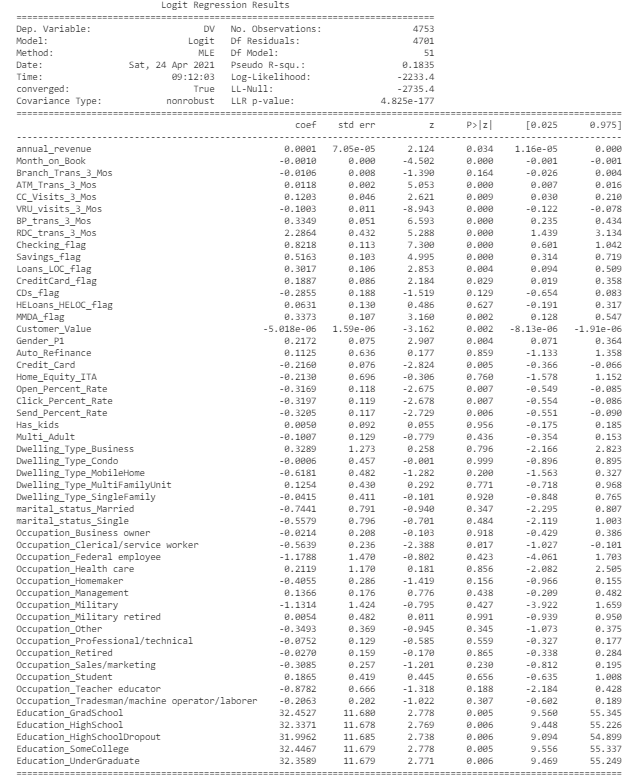 Logit Regression Results
==============================================================================
Dep. Variable: DV No. Observations: 4753
Model: Logit Df Residuals: 4701
Method: MLE Df Model: 51
Date: Sat, 24 Apr 2021 Pseudo R-squ.: 0.1835
Time: 09:12:03 Log-Likelihood: -2233.4
converged: True LL-Null: -2735.4
Covariance Type: nonrobust LLR p-value: 4.825e-177
==============================================================================
coef std err z P>|z| [0.025 0.975]
------------------------------------------------------------------------------
annual_revenue 0.0001 7.05e-05 2.124 0.034 1.16e-05 0.000
Month_on_Book -0.0010 0.000 -4.502 0.000 -0.001 -0.001
Branch_Trans_3_Mos -0.0106 0.008 -1.390 0.164 -0.026 0.004
ATM_Trans_3_Mos 0.0118 0.002 5.053 0.000 0.007 0.016
CC_Visits_3_Mos 0.1203 0.046 2.621 0.009 0.030 0.210
VRU_visits_3_Mos -0.1003 0.011 -8.943 0.000 -0.122 -0.078
BP_trans_3_Mos 0.3349 0.051 6.593 0.000 0.235 0.434
RDC_trans_3_Mos 2.2864 0.432 5.288 0.000 1.439 3.134
Checking_flag 0.8218 0.113 7.300 0.000 0.601 1.042
Savings_flag 0.5163 0.103 4.995 0.000 0.314 0.719
Loans_LOC_flag 0.3017 0.106 2.853 0.004 0.094 0.509
CreditCard_flag 0.1887 0.086 2.184 0.029 0.019 0.358
CDs_flag -0.2855 0.188 -1.519 0.129 -0.654 0.083
HELoans_HELOC_flag 0.0631 0.130 0.486 0.627 -0.191 0.317
MMDA_flag 0.3373 0.107 3.160 0.002 0.128 0.547
Customer_Value -5.018e-06 1.59e-06 -3.162 0.002 -8.13e-06 -1.91e-06
Gender_P1 0.2172 0.075 2.907 0.004 0.071 0.364
Auto_Refinance 0.1125 0.636 0.177 0.859 -1.133 1.358
Credit_Card -0.2160 0.076 -2.824 0.005 -0.366 -0.066
Home_Equity_ITA -0.2130 0.696 -0.306 0.760 -1.578 1.152
Open_Percent_Rate -0.3169 0.118 -2.675 0.007 -0.549 -0.085
Click_Percent_Rate -0.3197 0.119 -2.678 0.007 -0.554 -0.086
Send_Percent_Rate -0.3205 0.117 -2.729 0.006 -0.551 -0.090
Has_kids 0.0050 0.092 0.055 0.956 -0.175 0.185
Multi_Adult -0.1007 0.129 -0.779 0.436 -0.354 0.153
Dwelling_Type_Business 0.3289 1.273 0.258 0.796 -2.166 2.823
Dwelling_Type_Condo -0.0006 0.457 -0.001 0.999 -0.896 0.895
Dwelling_Type_MobileHome -0.6181 0.482 -1.282 0.200 -1.563 0.327
Dwelling_Type_MultiFamilyUnit 0.1254 0.430 0.292 0.771 -0.718 0.968
Dwelling_Type_SingleFamily -0.0415 0.411 -0.101 0.920 -0.848 0.765
marital_status_Married -0.7441 0.791 -0.940 0.347 -2.295 0.807
marital_status_Single -0.5579 0.796 -0.701 0.484 -2.119 1.003
Occupation_Business owner -0.0214 0.208 -0.103 0.918 -0.429 0.386
Occupation_Clerical/service worker -0.5639 0.236 -2.388 0.017 -1.027 -0.101
Occupation_Federal employee -1.1788 1.470 -0.802 0.423 -4.061 1.703
Occupation_Health care 0.2119 1.170 0.181 0.856 -2.082 2.505
Occupation_Homemaker -0.4055 0.286 -1.419 0.156 -0.966 0.155
Occupation_Management 0.1366 0.176 0.776 0.438 -0.209 0.482
Occupation_Military -1.1314 1.424 -0.795 0.427 -3.922 1.659
Occupation_Military retired 0.0054 0.482 0.011 0.991 -0.939 0.950
Occupation_Other -0.3493 0.369 -0.945 0.345 -1.073 0.375
Occupation_Professional/technical -0.0752 0.129 -0.585 0.559 -0.327 0.177
Occupation_Retired -0.0270 0.159 -0.170 0.865 -0.338 0.284
Occupation_Sales/marketing -0.3085 0.257 -1.201 0.230 -0.812 0.195
Occupation_Student 0.1865 0.419 0.445 0.656 -0.635 1.008
Occupation_Teacher educator -0.8782 0.666 -1.318 0.188 -2.184 0.428
Occupation_Tradesman/machine operator/laborer -0.2063 0.202 -1.022 0.307 -0.602 0.189
Education_GradSchool 32.4527 11.680 2.778 0.005 9.560 55.345
Education_HighSchool 32.3371 11.678 2.769 0.006 9.448 55.226
Education_HighSchoolDropout 31.9962 11.685 2.738 0.006 9.094 54.899
Education_SomeCollege 32.4467 11.679 2.778 0.005 9.556 55.337
Education_UnderGraduate 32.3589 11.679 2.771 0.006 9.469 55.249
==============================================================================